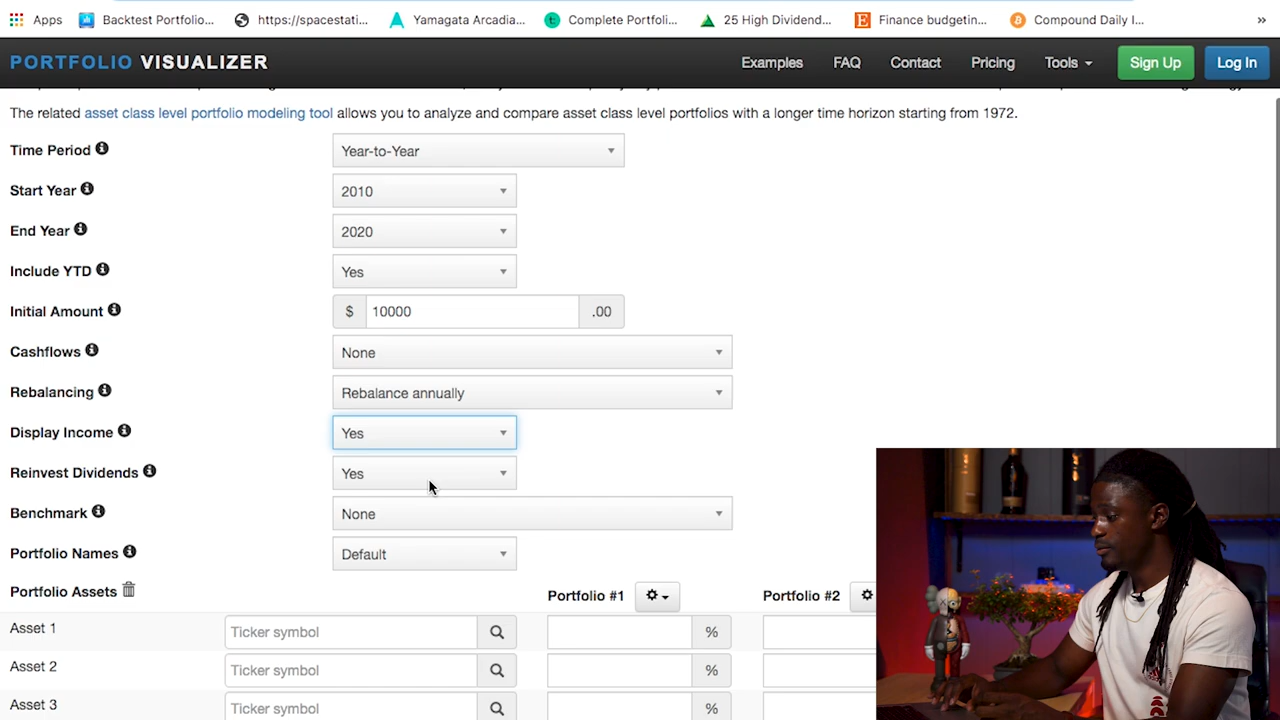 Apps Backtest Portfolio... https://spacestati... Yamagata Arcadia... Complete Portfoli... 25 High Dividend... Finance budgetin... Compound Daily I... »
PORTFOLIO VISUALIZER Examples FAQ Contact Pricing Tools Sign Up Log In
The related asset class level portfolio modeling tool allows you to analyze and compare asset class level portfolios with a longer time horizon starting from 1972.
Time Period Year-to-Year
Start Year 2010
End Year 2020
Include YTD Yes
Initial Amount $ 10000 .00
Cashflows None
Rebalancing Rebalance annually
Display Income Yes
Reinvest Dividends Yes
Benchmark None
Portfolio Names Default
Portfolio Assets Portfolio #1 Portfolio #2
Asset 1 Ticker symbol %
Asset 2 Ticker symbol %
Asset 3 Ticker symbol %